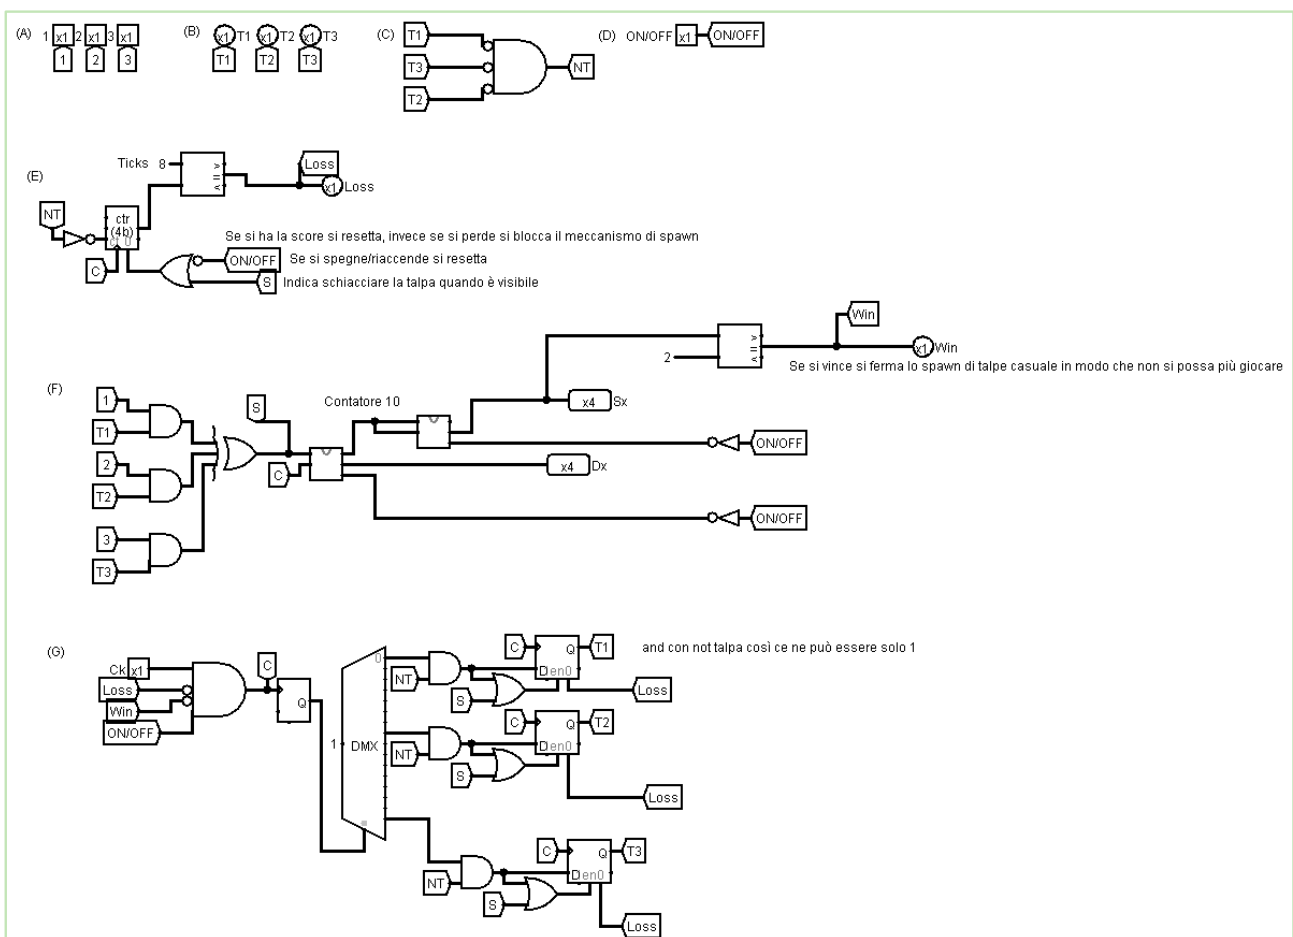 (A) 1 x1 2 x1 3 x1
1 2 3
(B) x1 T1 x1 T2 x1 T3
T1 T2 T3
(C) T1
T3
T2
NT
(D) ON/OFF x1 ON/OFF
(E)
Ticks 8
> = <
Loss
x1 Loss
NT
ctr
(4b)
C
Se si ha la score si resetta, invece se si perde si blocca il meccanismo di spawn
ON/OFF Se si spegne/riaccende si resetta
S Indica schiacciare la talpa quando è visibile
Win
2
> = <
x1 Win
Se si vince si ferma lo spawn di talpe casuale in modo che non si possa più giocare
(F)
1
T1
2
T2
3
T3
S
C
Contatore 10
x4 Sx
ON/OFF
x4 Dx
ON/OFF
(G)
Ck x1
Loss
Win
ON/OFF
C
Q
1 DMX
0
NT
S
C
Q T1
D en 0
Loss
and con not talpa così ce ne può essere solo 1
NT
S
C
Q T2
D en 0
Loss
NT
S
C
Q T3
D en 0
Loss